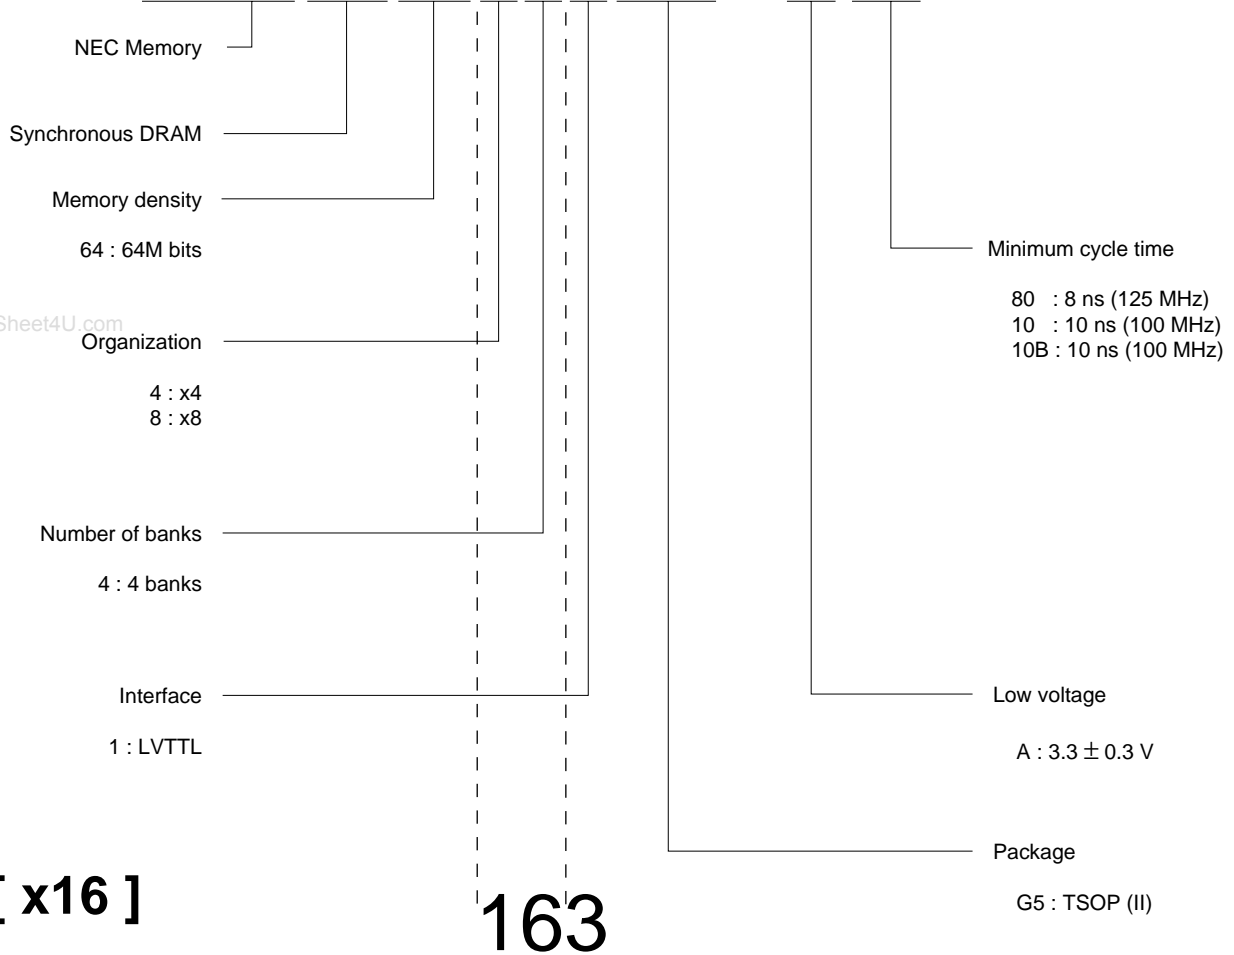 NEC Memory
Synchronous DRAM
Memory density
64 : 64M bits
Minimum cycle time
80 : 8 ns (125 MHz)
10 : 10 ns (100 MHz)
10B : 10 ns (100 MHz)
Sheet4U.com
Organization
4 : x4
8 : x8
Number of banks
4 : 4 banks
Interface
1 : LVTTL
Low voltage
A : 3.3 ± 0.3 V
Package
G5 : TSOP (II)
[ x16 ]
163